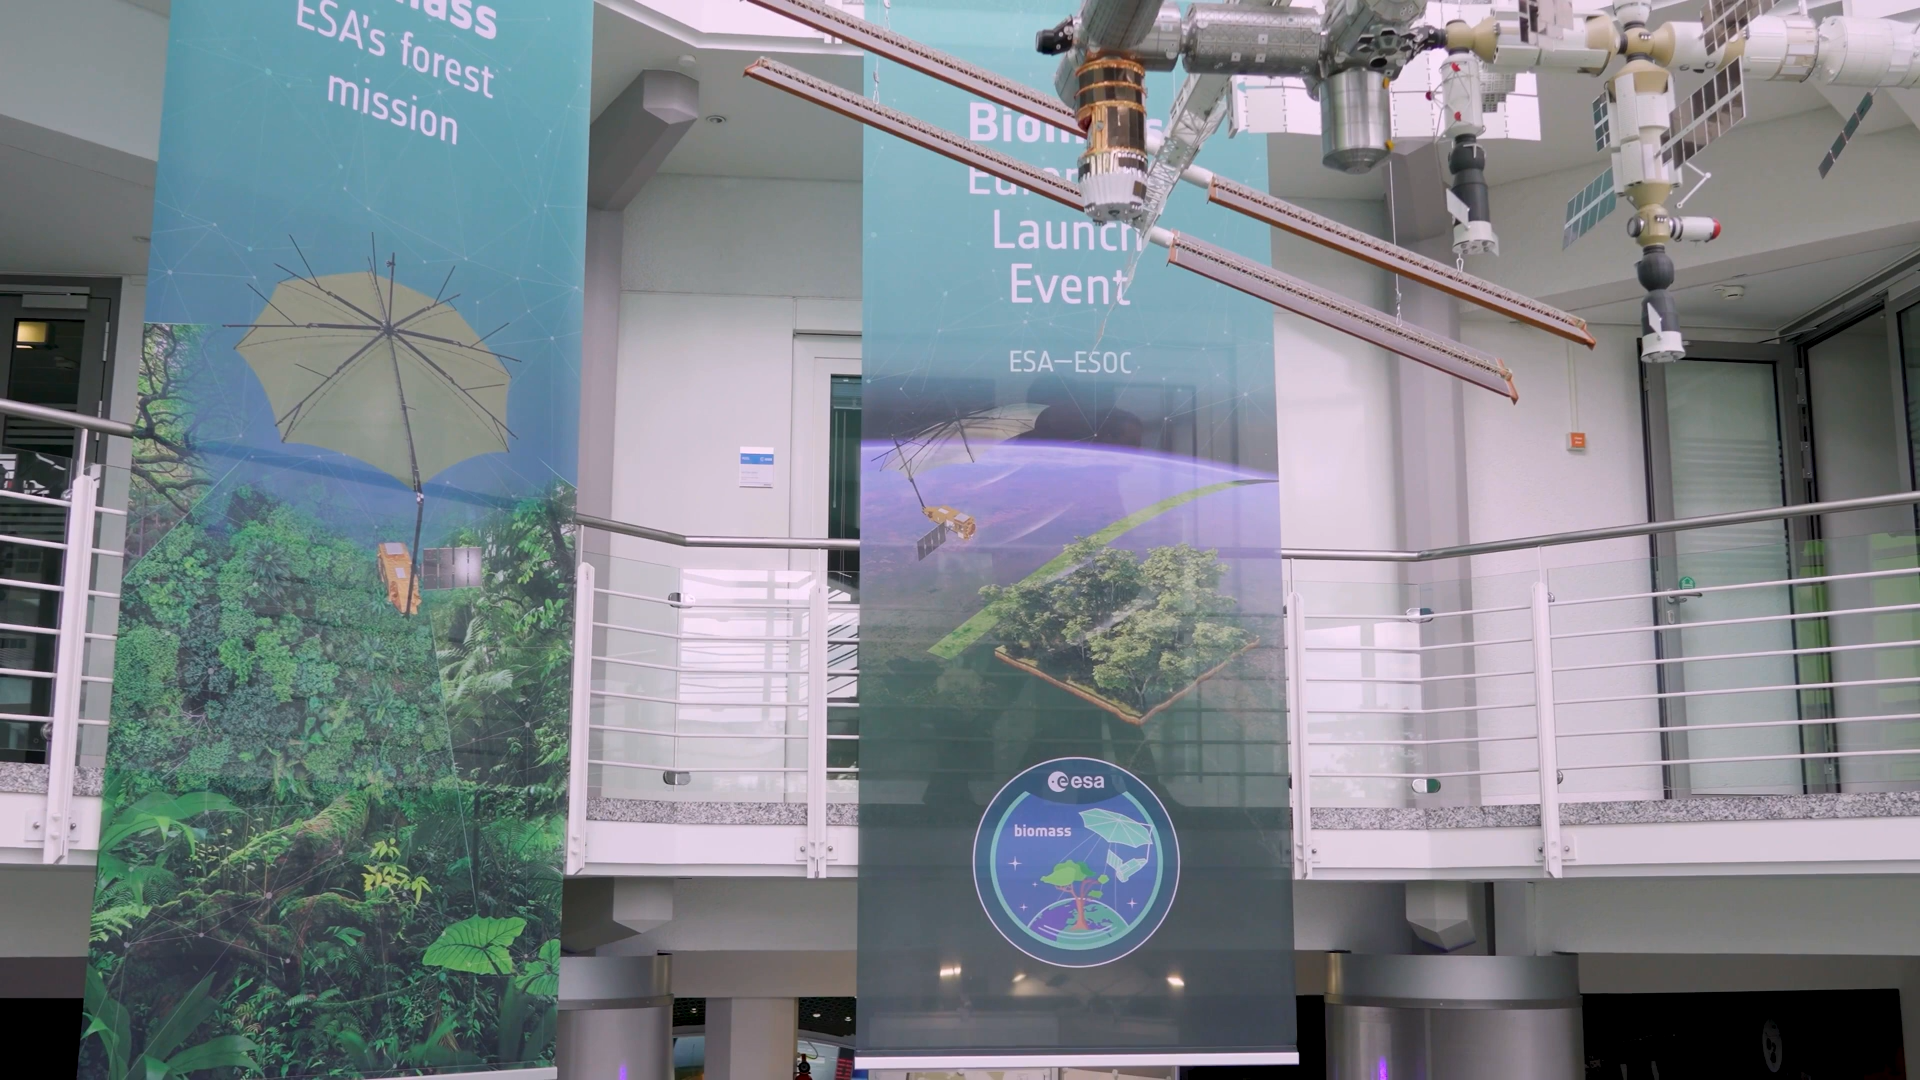 ESA's forest
mission
Launch
Event
ESA—ESOC
esa
biomass